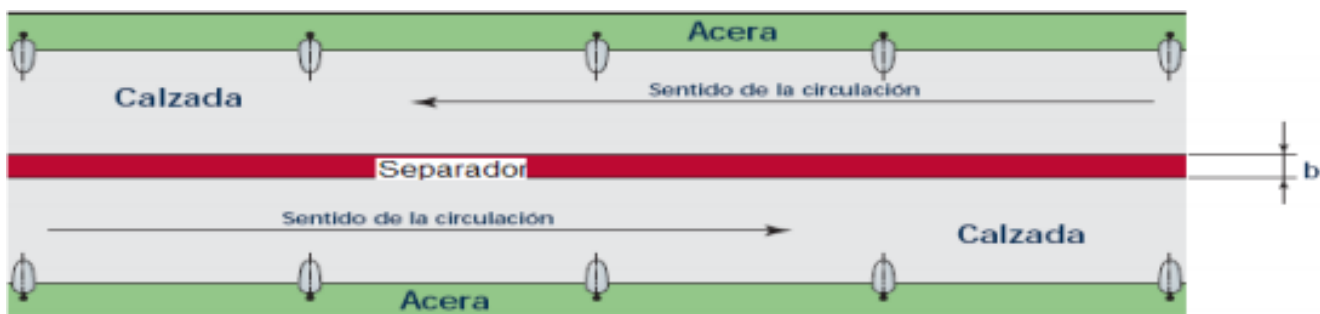 Acera
Sentido de la circulación
Calzada
Separador
b
Sentido de la circulación
Calzada
Acera